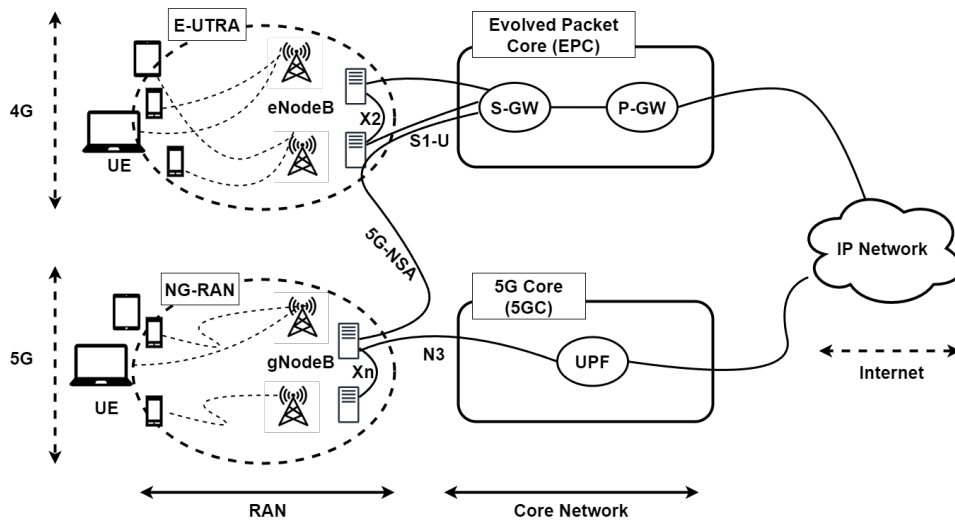 E-UTRA
Evolved Packet
Core (EPC)
4G
eNodeB
X2
S-GW
P-GW
S1-U
UE
5G-NSA
IP Network
NG-RAN
5G Core
(5GC)
5G
gNodeB
N3
UPF
Xn
UE
Internet
RAN
Core Network